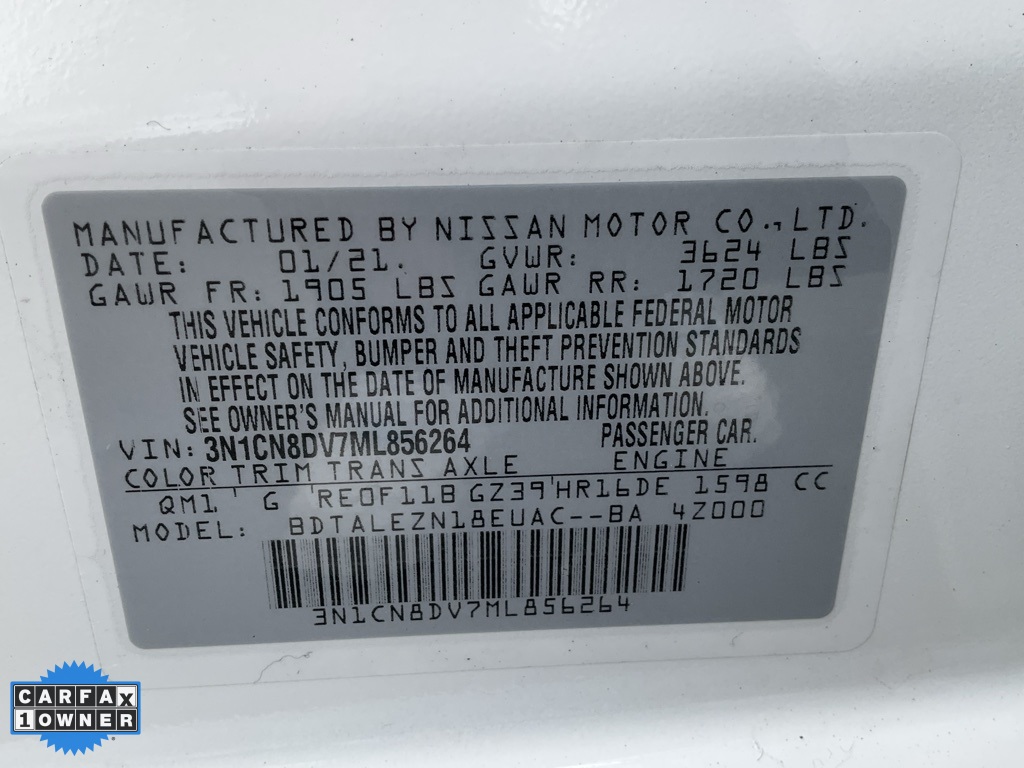 MANUFACTURED BY NISSAN MOTOR CO., LTD.
DATE: 01/21. GVWR: 3624 LBS
GAWR FR: 1905 LBS GAWR RR: 1720 LBS
THIS VEHICLE CONFORMS TO ALL APPLICABLE FEDERAL MOTOR
VEHICLE SAFETY, BUMPER AND THEFT PREVENTION STANDARDS
IN EFFECT ON THE DATE OF MANUFACTURE SHOWN ABOVE.
SEE OWNER'S MANUAL FOR ADDITIONAL INFORMATION.
VIN: 3N1CN8DV7ML856264 PASSENGER CAR.
COLOR TRIM TRANS AXLE ENGINE
QM1 ' G 'RE0F11B GZ39'HR16DE 1598 CC
MODEL: BDTALEZN18EUAC--BA 4Z000
3N1CN8DV7ML856264
CARFAX
1 OWNER